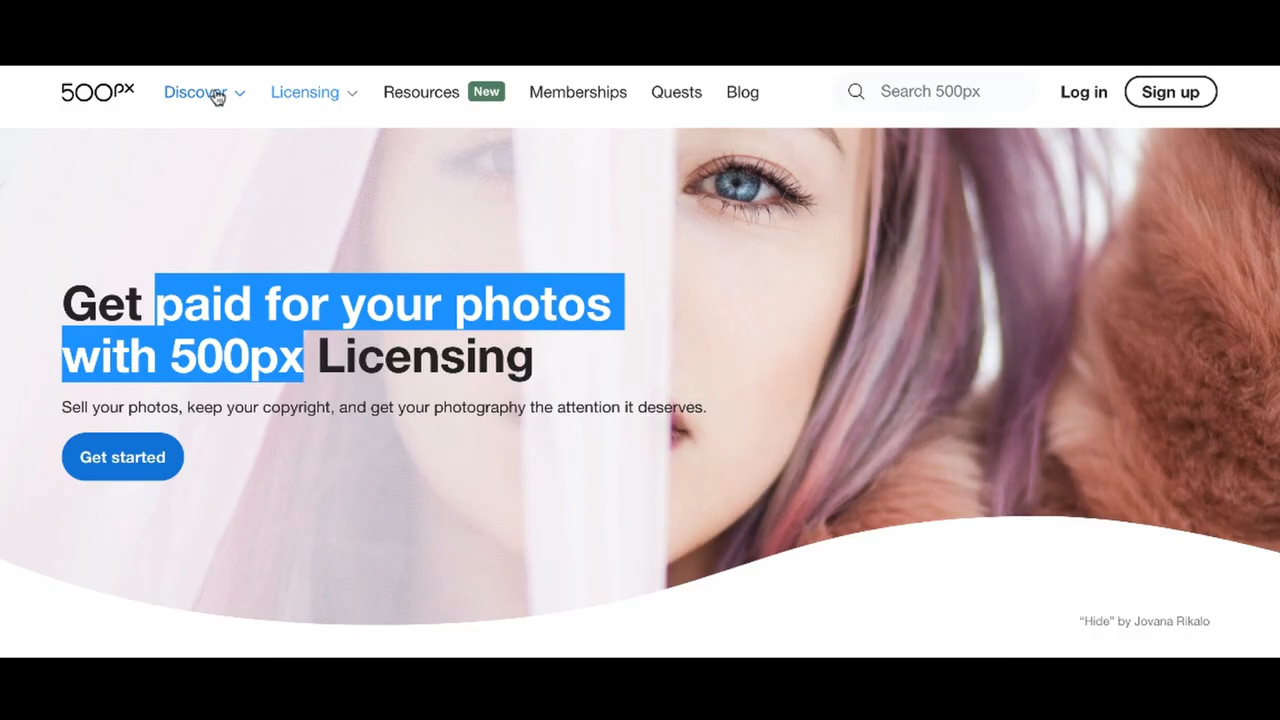 500px Discover Licensing Resources New Memberships Quests Blog Search 500px Log in Sign up
Get paid for your photos
with 500px Licensing
Sell your photos, keep your copyright, and get your photography the attention it deserves.
Get started
“Hide” by Jovana Rikalo